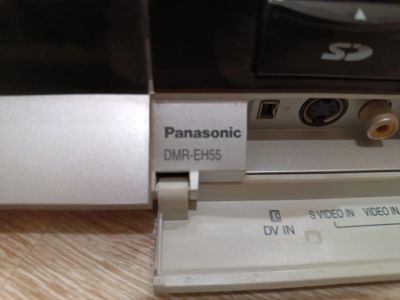 SD
Panasonic
DMR-EH55
DV IN
S VIDEO IN
VIDEO IN